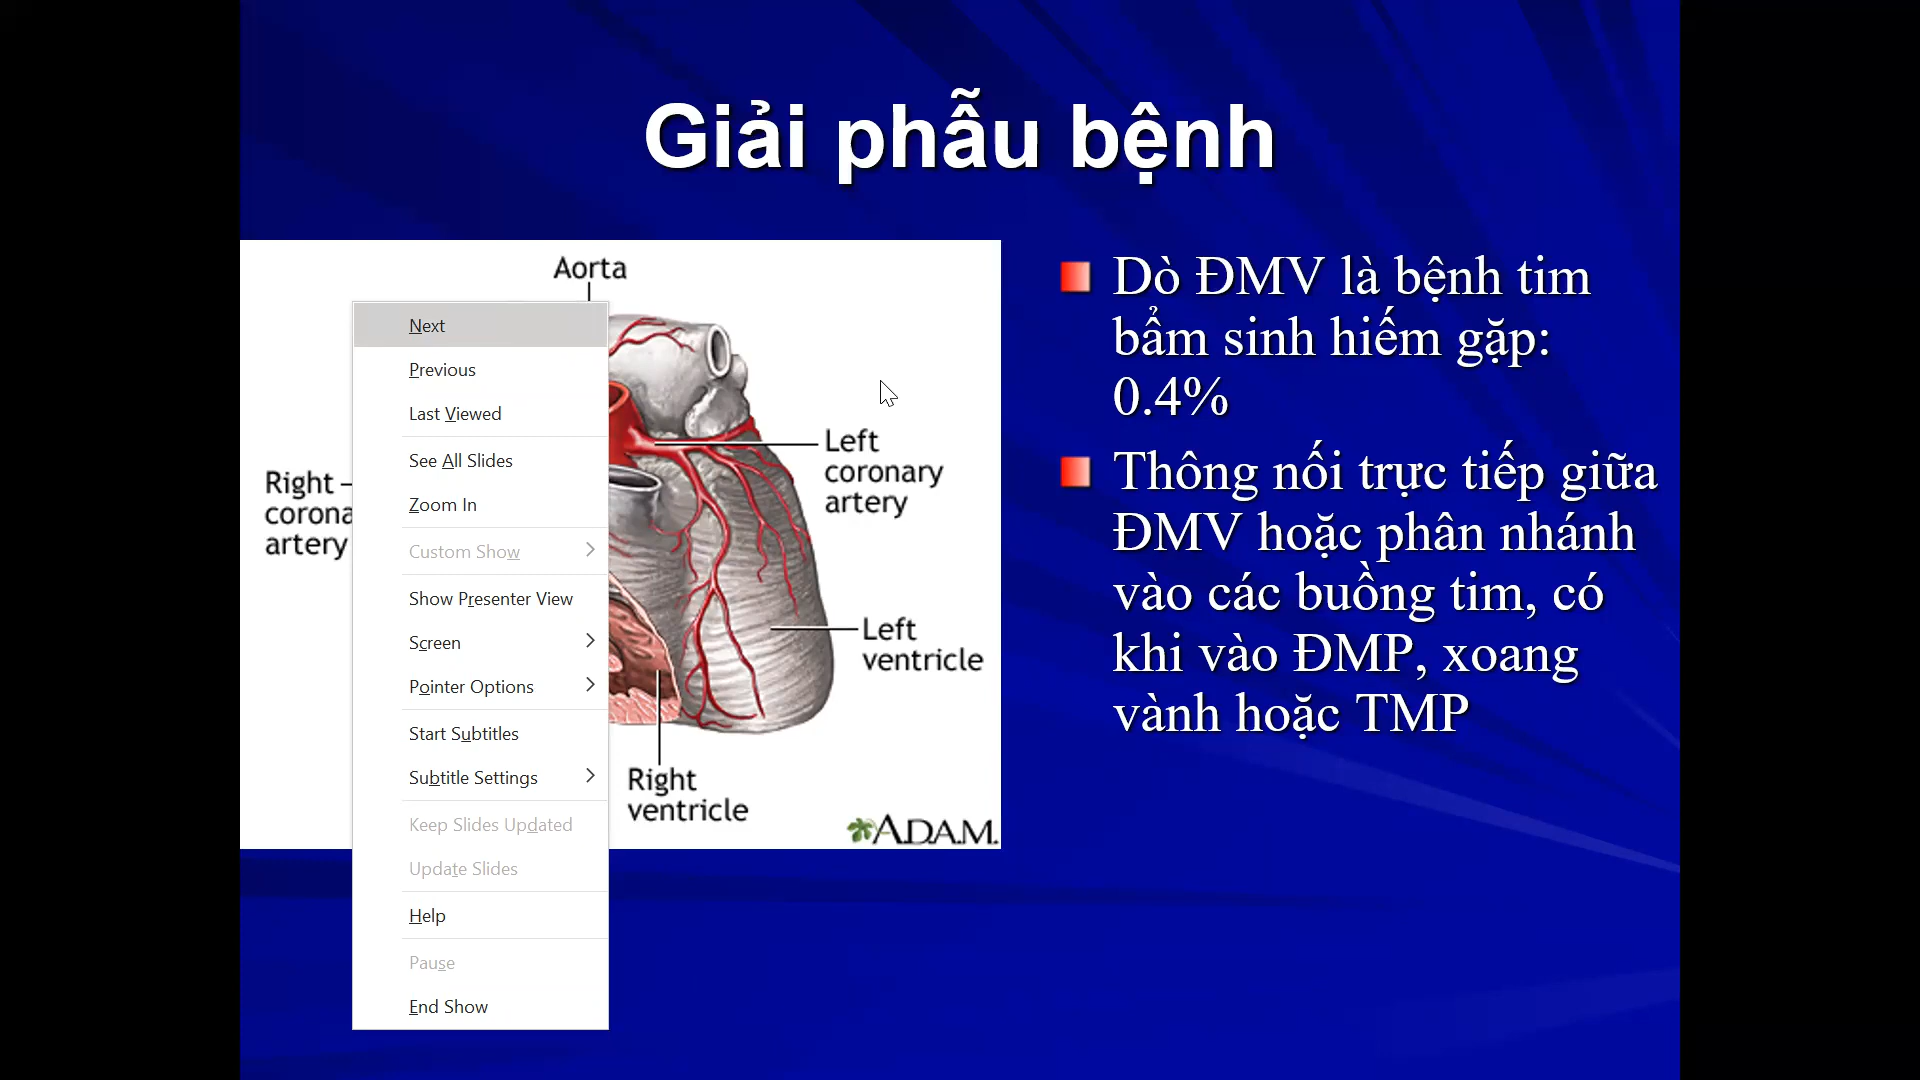 Giải phẫu bệnh
Aorta
Right
corona
artery
Left
coronary
artery
Left
ventricle
Right
ventricle
A.D.A.M.
Next
Previous
Last Viewed
See All Slides
Zoom In
Custom Show
Show Presenter View
Screen
Pointer Options
Start Subtitles
Subtitle Settings
Keep Slides Updated
Update Slides
Help
Pause
End Show
Dò ĐMV là bệnh tim
bẩm sinh hiếm gặp:
0.4%
Thông nối trực tiếp giữa
ĐMV hoặc phân nhánh
vào các buồng tim, có
khi vào ĐMP, xoang
vành hoặc TMP